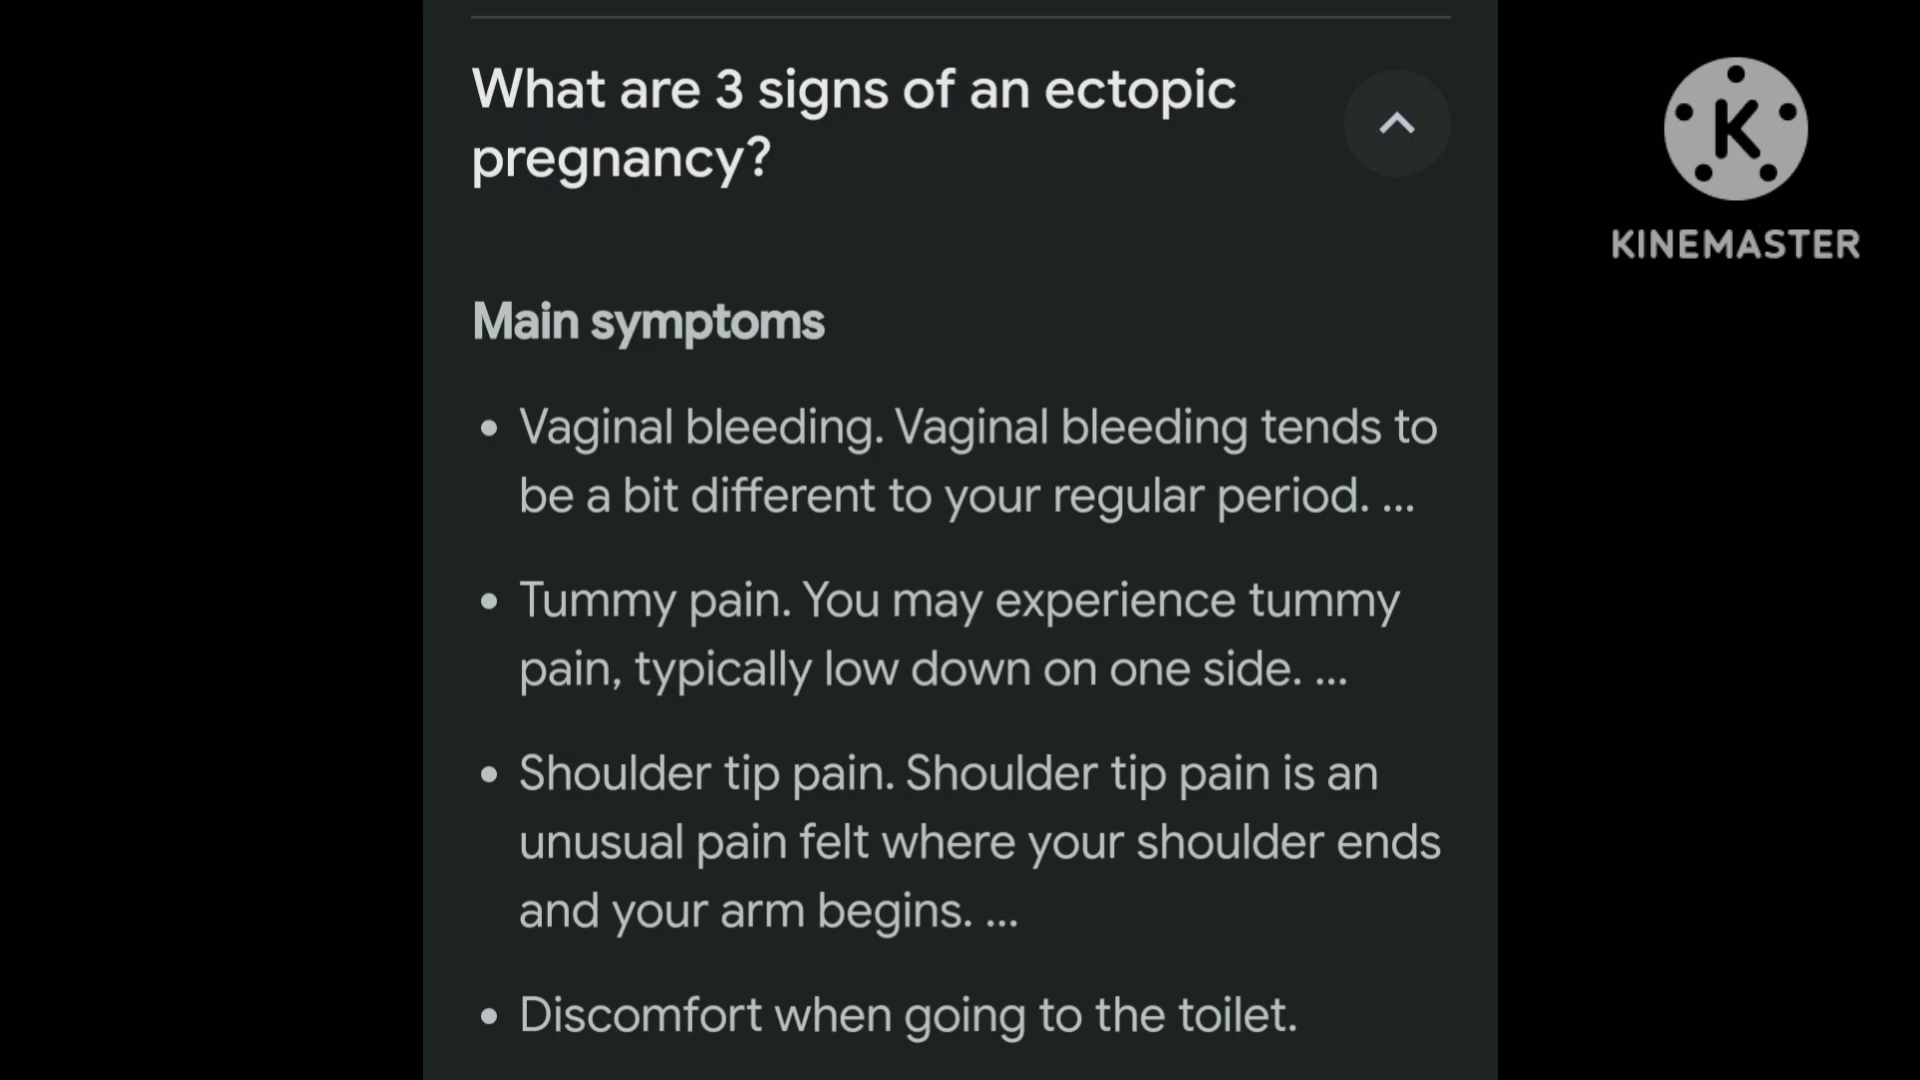 What are 3 signs of an ectopic
pregnancy?
K
KINEMASTER
Main symptoms
• Vaginal bleeding. Vaginal bleeding tends to
be a bit different to your regular period. ...
• Tummy pain. You may experience tummy
pain, typically low down on one side. ...
• Shoulder tip pain. Shoulder tip pain is an
unusual pain felt where your shoulder ends
and your arm begins. ...
• Discomfort when going to the toilet.